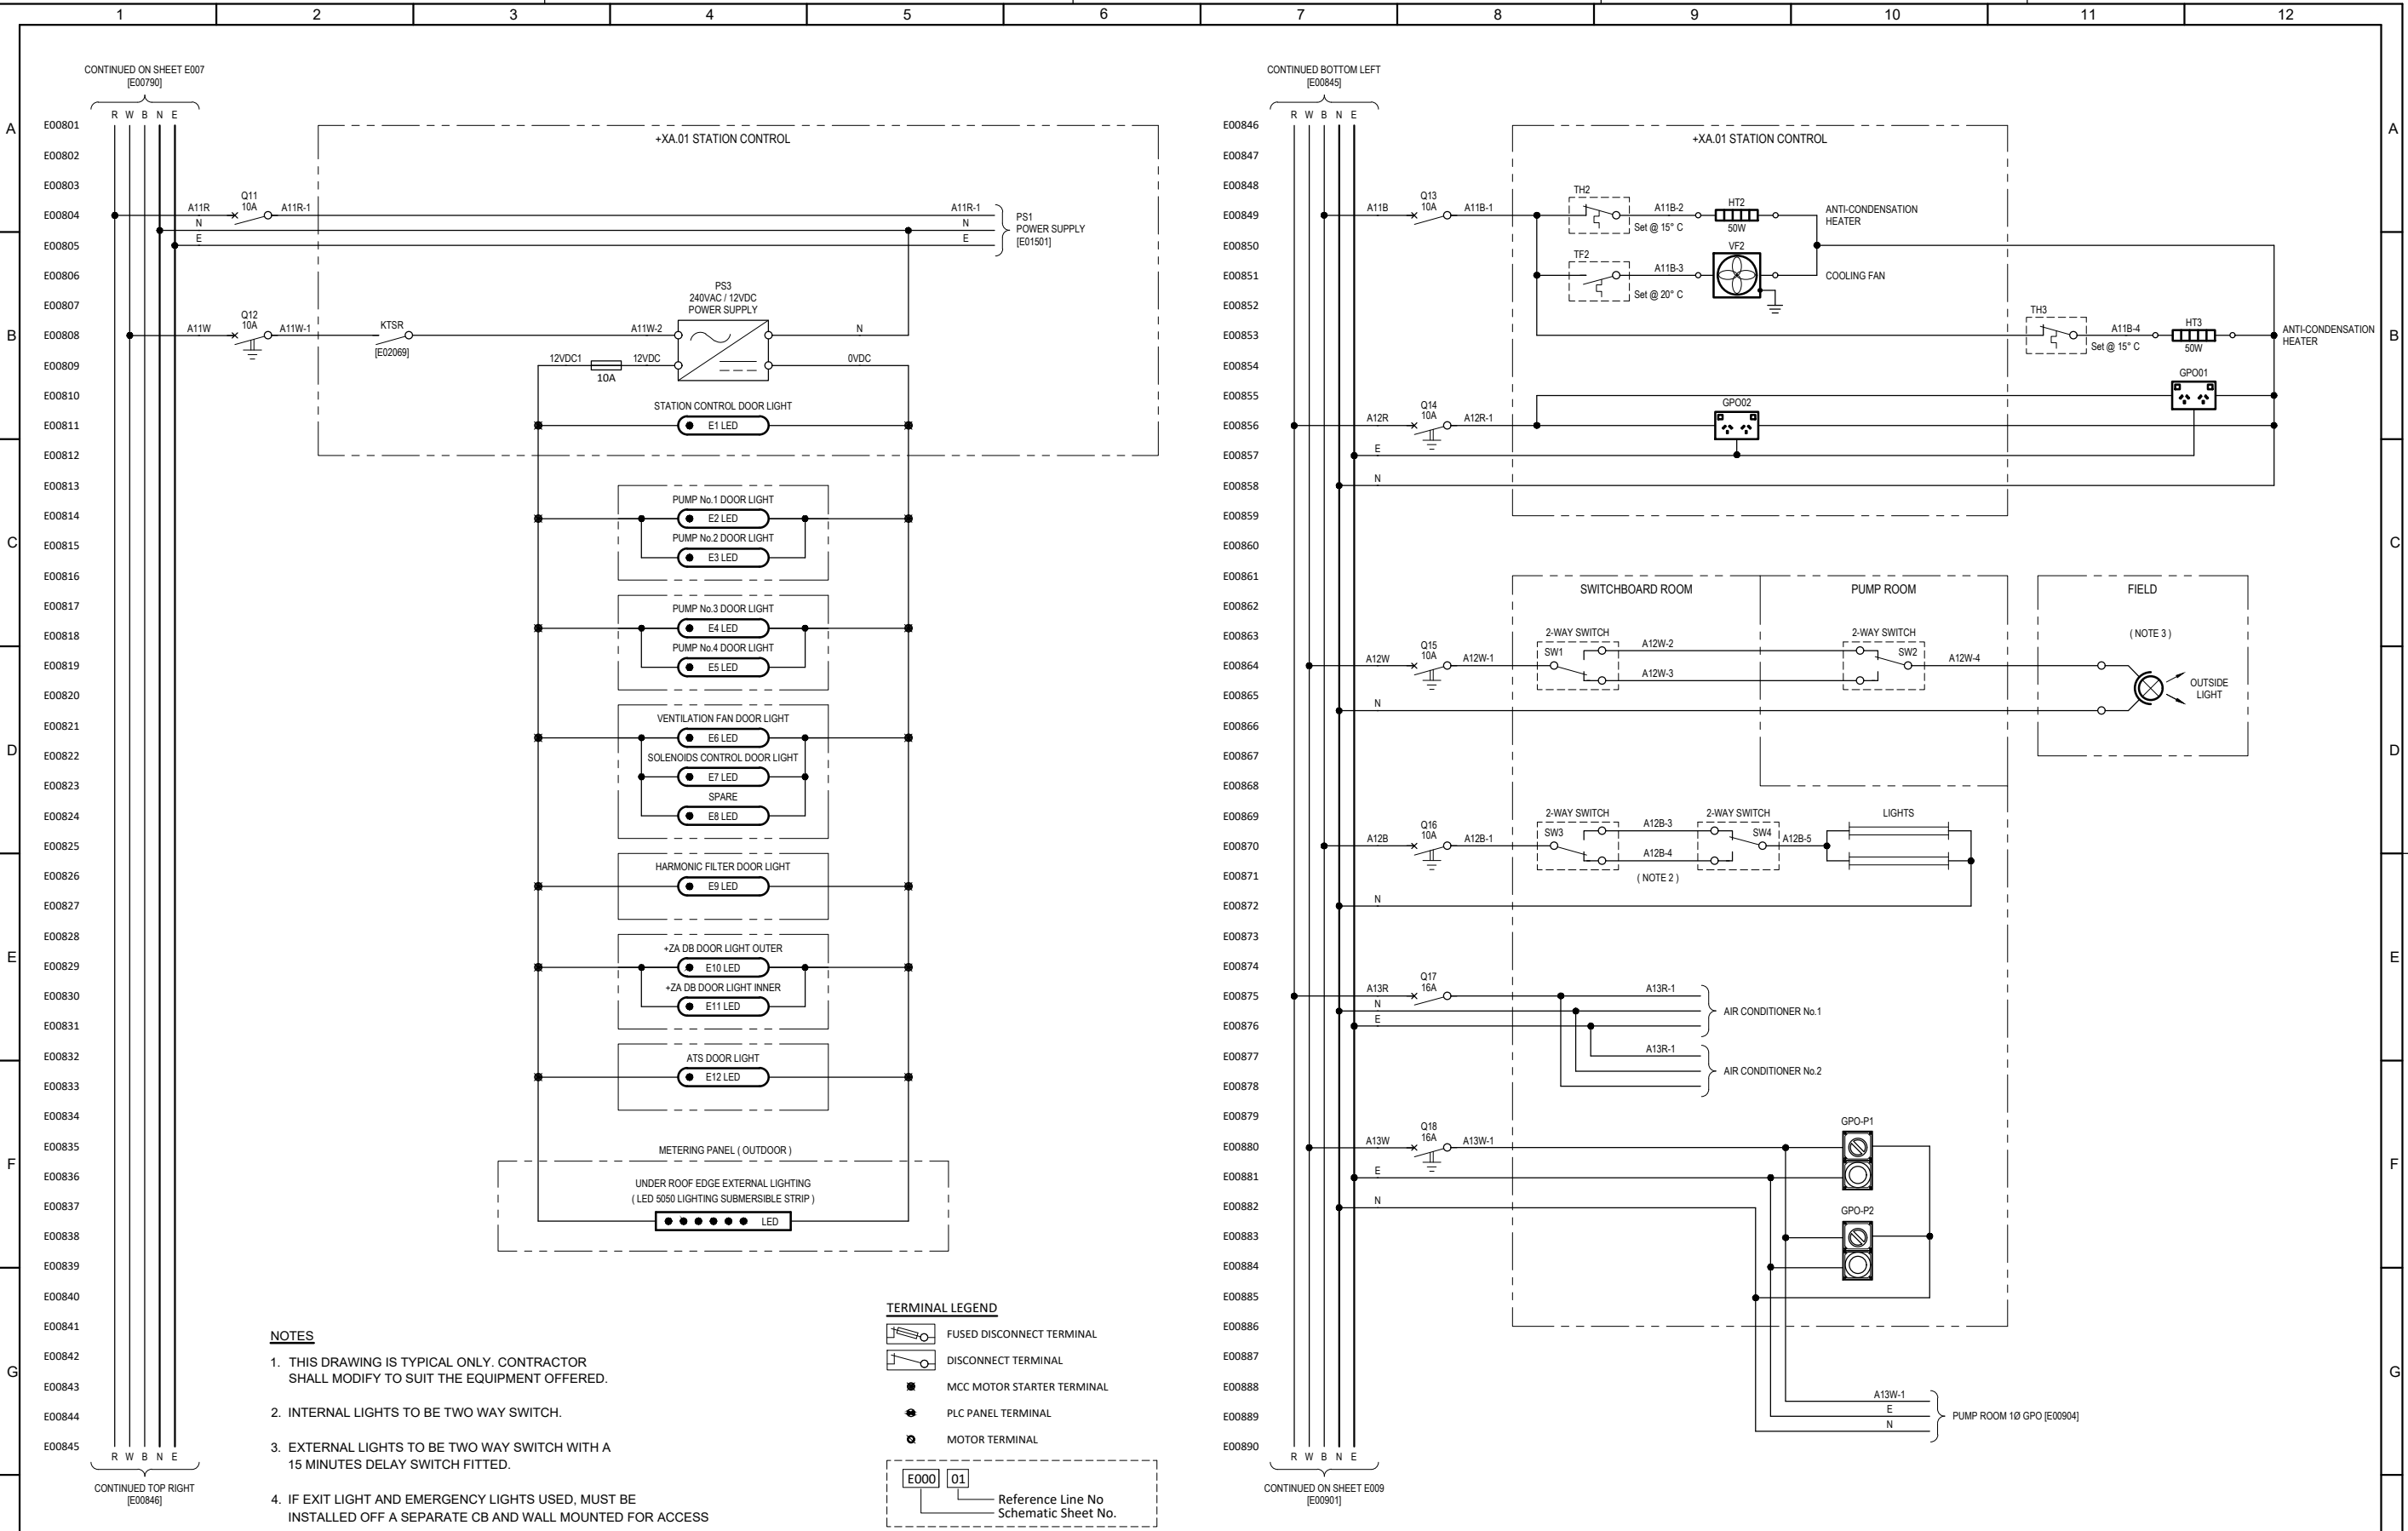 1 2 3 4 5 6 7 8 9 10 11 12
A
B
C
D
E
F
G
CONTINUED ON SHEET E007
[E00790]
R W B N E
E00801
E00802
E00803
E00804
E00805
E00806
E00807
E00808
E00809
E00810
E00811
E00812
E00813
E00814
E00815
E00816
E00817
E00818
E00819
E00820
E00821
E00822
E00823
E00824
E00825
E00826
E00827
E00828
E00829
E00830
E00831
E00832
E00833
E00834
E00835
E00836
E00837
E00838
E00839
E00840
E00841
E00842
E00843
E00844
E00845
R W B N E
CONTINUED TOP RIGHT
[E00846]
+XA.01 STATION CONTROL
A11R
Q11
10A
A11R-1
A11R-1
N
N
E
E
PS1
POWER SUPPLY
[E01501]
A11W
Q12
10A
A11W-1
KTSR
[E02069]
A11W-2
PS3
240VAC / 12VDC
POWER SUPPLY
N
12VDC1
10A
12VDC
0VDC
STATION CONTROL DOOR LIGHT
E1 LED
PUMP No.1 DOOR LIGHT
E2 LED
PUMP No.2 DOOR LIGHT
E3 LED
PUMP No.3 DOOR LIGHT
E4 LED
PUMP No.4 DOOR LIGHT
E5 LED
VENTILATION FAN DOOR LIGHT
E6 LED
SOLENOIDS CONTROL DOOR LIGHT
E7 LED
SPARE
E8 LED
HARMONIC FILTER DOOR LIGHT
E9 LED
+ZA DB DOOR LIGHT OUTER
E10 LED
+ZA DB DOOR LIGHT INNER
E11 LED
ATS DOOR LIGHT
E12 LED
METERING PANEL ( OUTDOOR )
UNDER ROOF EDGE EXTERNAL LIGHTING
( LED 5050 LIGHTING SUBMERSIBLE STRIP )
LED
NOTES
1. THIS DRAWING IS TYPICAL ONLY. CONTRACTOR
SHALL MODIFY TO SUIT THE EQUIPMENT OFFERED.
2. INTERNAL LIGHTS TO BE TWO WAY SWITCH.
3. EXTERNAL LIGHTS TO BE TWO WAY SWITCH WITH A
15 MINUTES DELAY SWITCH FITTED.
4. IF EXIT LIGHT AND EMERGENCY LIGHTS USED, MUST BE
INSTALLED OFF A SEPARATE CB AND WALL MOUNTED FOR ACCESS
TERMINAL LEGEND
FUSED DISCONNECT TERMINAL
DISCONNECT TERMINAL
MCC MOTOR STARTER TERMINAL
PLC PANEL TERMINAL
MOTOR TERMINAL
E000 01
Reference Line No
Schematic Sheet No.
CONTINUED BOTTOM LEFT
[E00845]
R W B N E
E00846
E00847
E00848
E00849
E00850
E00851
E00852
E00853
E00854
E00855
E00856
E00857
E00858
E00859
E00860
E00861
E00862
E00863
E00864
E00865
E00866
E00867
E00868
E00869
E00870
E00871
E00872
E00873
E00874
E00875
E00876
E00877
E00878
E00879
E00880
E00881
E00882
E00883
E00884
E00885
E00886
E00887
E00888
E00889
E00890
R W B N E
CONTINUED ON SHEET E009
[E00901]
+XA.01 STATION CONTROL
A11B
Q13
10A
A11B-1
TH2
Set @ 15° C
A11B-2
HT2
50W
ANTI-CONDENSATION
HEATER
TF2
Set @ 20° C
A11B-3
VF2
COOLING FAN
TH3
Set @ 15° C
A11B-4
HT3
50W
ANTI-CONDENSATION
HEATER
GPO01
A12R
Q14
10A
A12R-1
GPO02
E
N
SWITCHBOARD ROOM
PUMP ROOM
FIELD
( NOTE 3 )
A12W
Q15
10A
A12W-1
2-WAY SWITCH
SW1
A12W-2
A12W-3
2-WAY SWITCH
SW2
A12W-4
OUTSIDE
LIGHT
N
A12B
Q16
10A
A12B-1
2-WAY SWITCH
SW3
A12B-3
A12B-4
( NOTE 2 )
2-WAY SWITCH
SW4
A12B-5
LIGHTS
N
A13R
Q17
16A
A13R-1
N
E
AIR CONDITIONER No.1
A13R-1
AIR CONDITIONER No.2
A13W
Q18
16A
A13W-1
GPO-P1
E
N
GPO-P2
A13W-1
E
N
PUMP ROOM 1Ø GPO [E00904]
A
B
C
D
E
F
G